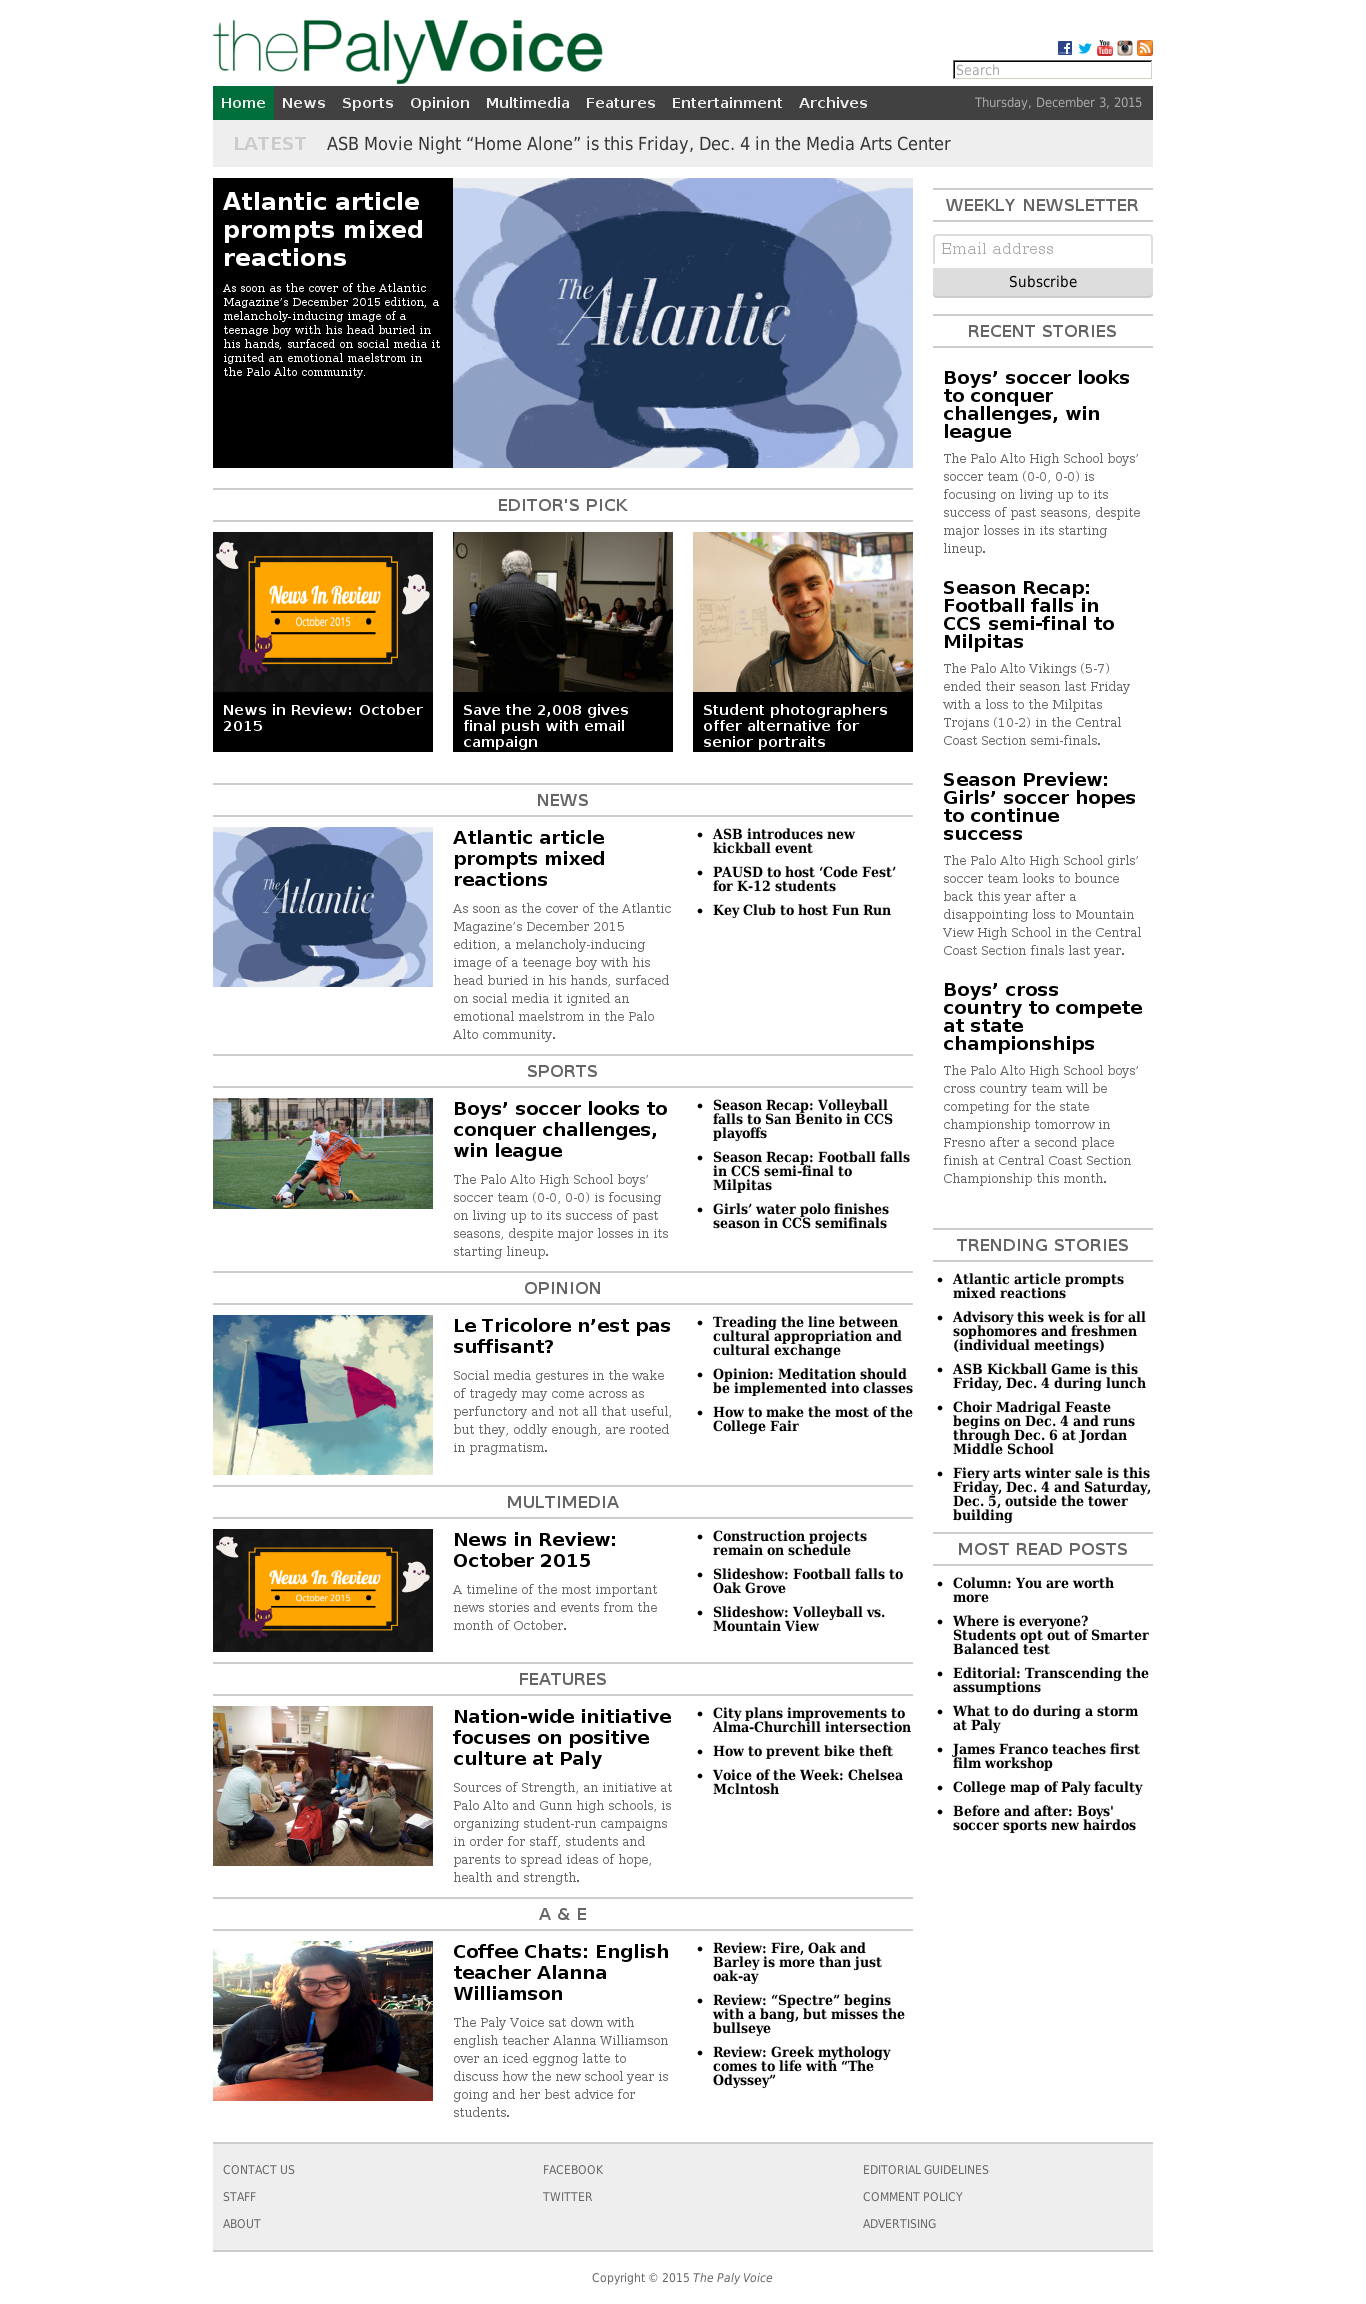 thePalyVoice
Search
Home News Sports Opinion Multimedia Features Entertainment Archives Thursday, December 3, 2015
LATEST ASB Movie Night “Home Alone” is this Friday, Dec. 4 in the Media Arts Center
Atlantic article
prompts mixed
reactions
As soon as the cover of the Atlantic
Magazine’s December 2015 edition, a
melancholy-inducing image of a
teenage boy with his head buried in
his hands, surfaced on social media it
ignited an emotional maelstrom in
the Palo Alto community.
The Atlantic
EDITOR'S PICK
News In Review
October 2015
News in Review: October
2015
Save the 2,008 gives
final push with email
campaign
Student photographers
offer alternative for
senior portraits
NEWS
The Atlantic
Atlantic article
prompts mixed
reactions
As soon as the cover of the Atlantic
Magazine’s December 2015
edition, a melancholy-inducing
image of a teenage boy with his
head buried in his hands, surfaced
on social media it ignited an
emotional maelstrom in the Palo
Alto community.
• ASB introduces new
kickball event
• PAUSD to host ‘Code Fest’
for K-12 students
• Key Club to host Fun Run
SPORTS
Boys’ soccer looks to
conquer challenges,
win league
The Palo Alto High School boys’
soccer team (0-0, 0-0) is focusing
on living up to its success of past
seasons, despite major losses in its
starting lineup.
• Season Recap: Volleyball
falls to San Benito in CCS
playoffs
• Season Recap: Football falls
in CCS semi-final to
Milpitas
• Girls’ water polo finishes
season in CCS semifinals
OPINION
Le Tricolore n’est pas
suffisant?
Social media gestures in the wake
of tragedy may come across as
perfunctory and not all that useful,
but they, oddly enough, are rooted
in pragmatism.
• Treading the line between
cultural appropriation and
cultural exchange
• Opinion: Meditation should
be implemented into classes
• How to make the most of the
College Fair
MULTIMEDIA
News In Review
October 2015
News in Review:
October 2015
A timeline of the most important
news stories and events from the
month of October.
• Construction projects
remain on schedule
• Slideshow: Football falls to
Oak Grove
• Slideshow: Volleyball vs.
Mountain View
FEATURES
Nation-wide initiative
focuses on positive
culture at Paly
Sources of Strength, an initiative at
Palo Alto and Gunn high schools, is
organizing student-run campaigns
in order for staff, students and
parents to spread ideas of hope,
health and strength.
• City plans improvements to
Alma-Churchill intersection
• How to prevent bike theft
• Voice of the Week: Chelsea
McIntosh
A & E
Coffee Chats: English
teacher Alanna
Williamson
The Paly Voice sat down with
english teacher Alanna Williamson
over an iced eggnog latte to
discuss how the new school year is
going and her best advice for
students.
• Review: Fire, Oak and
Barley is more than just
oak-ay
• Review: “Spectre” begins
with a bang, but misses the
bullseye
• Review: Greek mythology
comes to life with “The
Odyssey”
WEEKLY NEWSLETTER
Email address
Subscribe
RECENT STORIES
Boys’ soccer looks
to conquer
challenges, win
league
The Palo Alto High School boys’
soccer team (0-0, 0-0) is
focusing on living up to its
success of past seasons, despite
major losses in its starting
lineup.
Season Recap:
Football falls in
CCS semi-final to
Milpitas
The Palo Alto Vikings (5-7)
ended their season last Friday
with a loss to the Milpitas
Trojans (10-2) in the Central
Coast Section semi-finals.
Season Preview:
Girls’ soccer hopes
to continue
success
The Palo Alto High School girls’
soccer team looks to bounce
back this year after a
disappointing loss to Mountain
View High School in the Central
Coast Section finals last year.
Boys’ cross
country to compete
at state
championships
The Palo Alto High School boys’
cross country team will be
competing for the state
championship tomorrow in
Fresno after a second place
finish at Central Coast Section
Championship this month.
TRENDING STORIES
• Atlantic article prompts
mixed reactions
• Advisory this week is for all
sophomores and freshmen
(individual meetings)
• ASB Kickball Game is this
Friday, Dec. 4 during lunch
• Choir Madrigal Feaste
begins on Dec. 4 and runs
through Dec. 6 at Jordan
Middle School
• Fiery arts winter sale is this
Friday, Dec. 4 and Saturday,
Dec. 5, outside the tower
building
MOST READ POSTS
• Column: You are worth
more
• Where is everyone?
Students opt out of Smarter
Balanced test
• Editorial: Transcending the
assumptions
• What to do during a storm
at Paly
• James Franco teaches first
film workshop
• College map of Paly faculty
• Before and after: Boys'
soccer sports new hairdos
CONTACT US FACEBOOK EDITORIAL GUIDELINES
STAFF TWITTER COMMENT POLICY
ABOUT ADVERTISING
Copyright © 2015 The Paly Voice